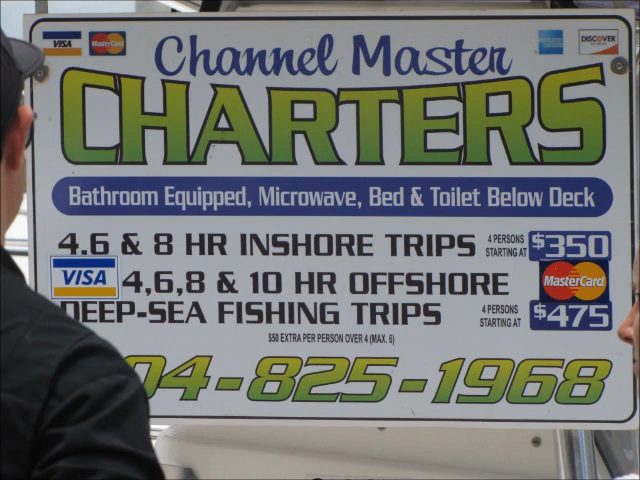 VISA MasterCard Channel Master DISCOVER
CHARTERS
Bathroom Equipped, Microwave, Bed & Toilet Below Deck
4.6 & 8 HR INSHORE TRIPS 4 PERSONS STARTING AT $350
VISA 4,6,8 & 10 HR OFFSHORE MasterCard
DEEP-SEA FISHING TRIPS 4 PERSONS STARTING AT $475
$50 EXTRA PER PERSON OVER 4 (MAX. 6)
04-825-1968